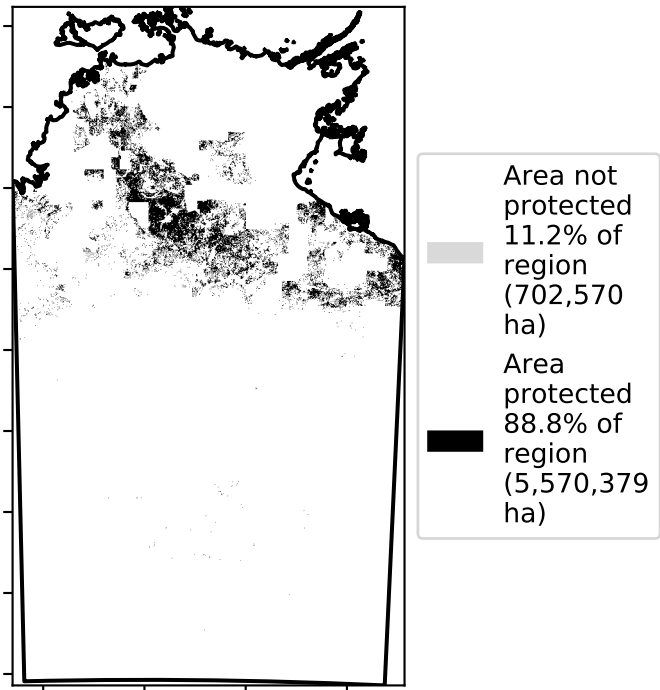 Area not
protected
11.2% of
region
(702,570
ha)
Area
protected
88.8% of
region
(5,570,379
ha)